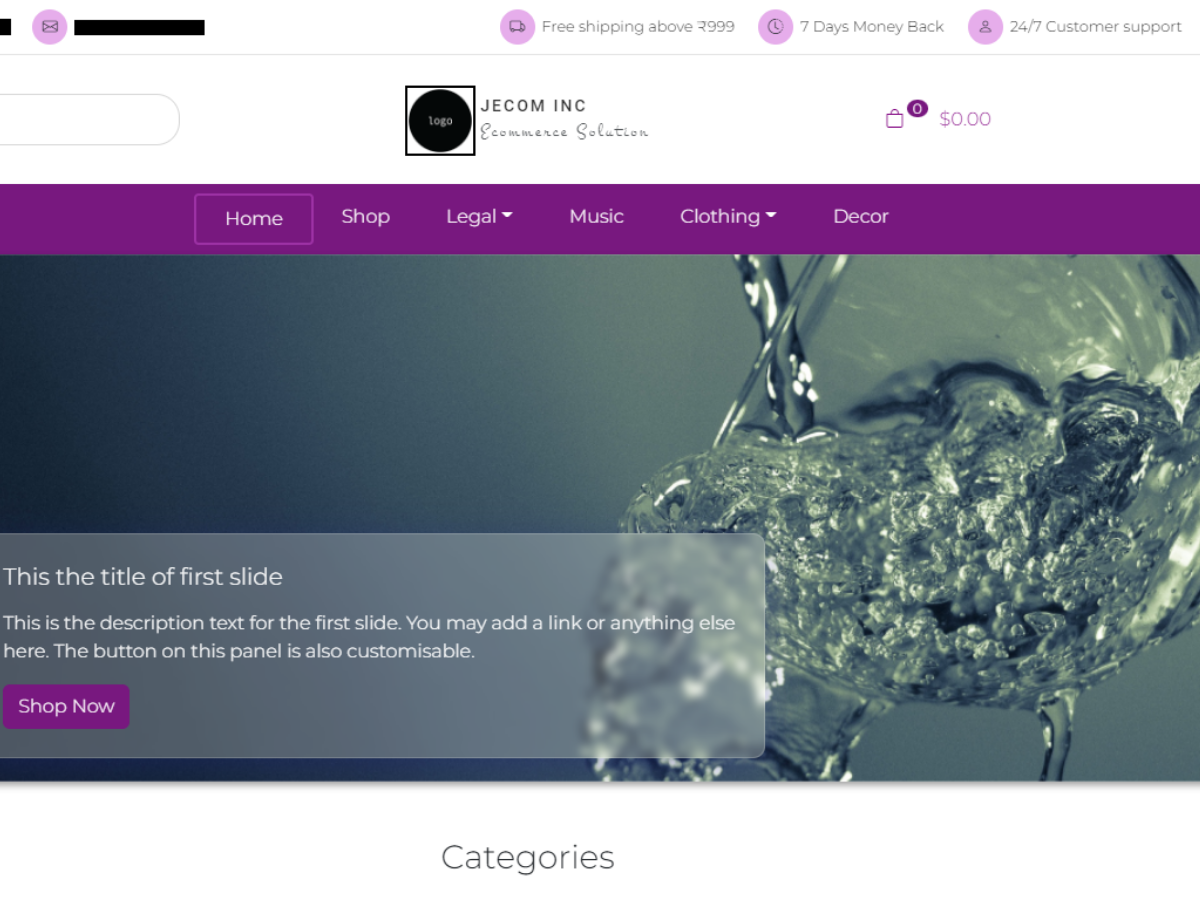 Free shipping above ₹999
7 Days Money Back
24/7 Customer support
logo
JECOM INC
Ecommerce Solution
0
$0.00
Home
Shop
Legal
Music
Clothing
Decor
This the title of first slide
This is the description text for the first slide. You may add a link or anything else
here. The button on this panel is also customisable.
Shop Now
Categories